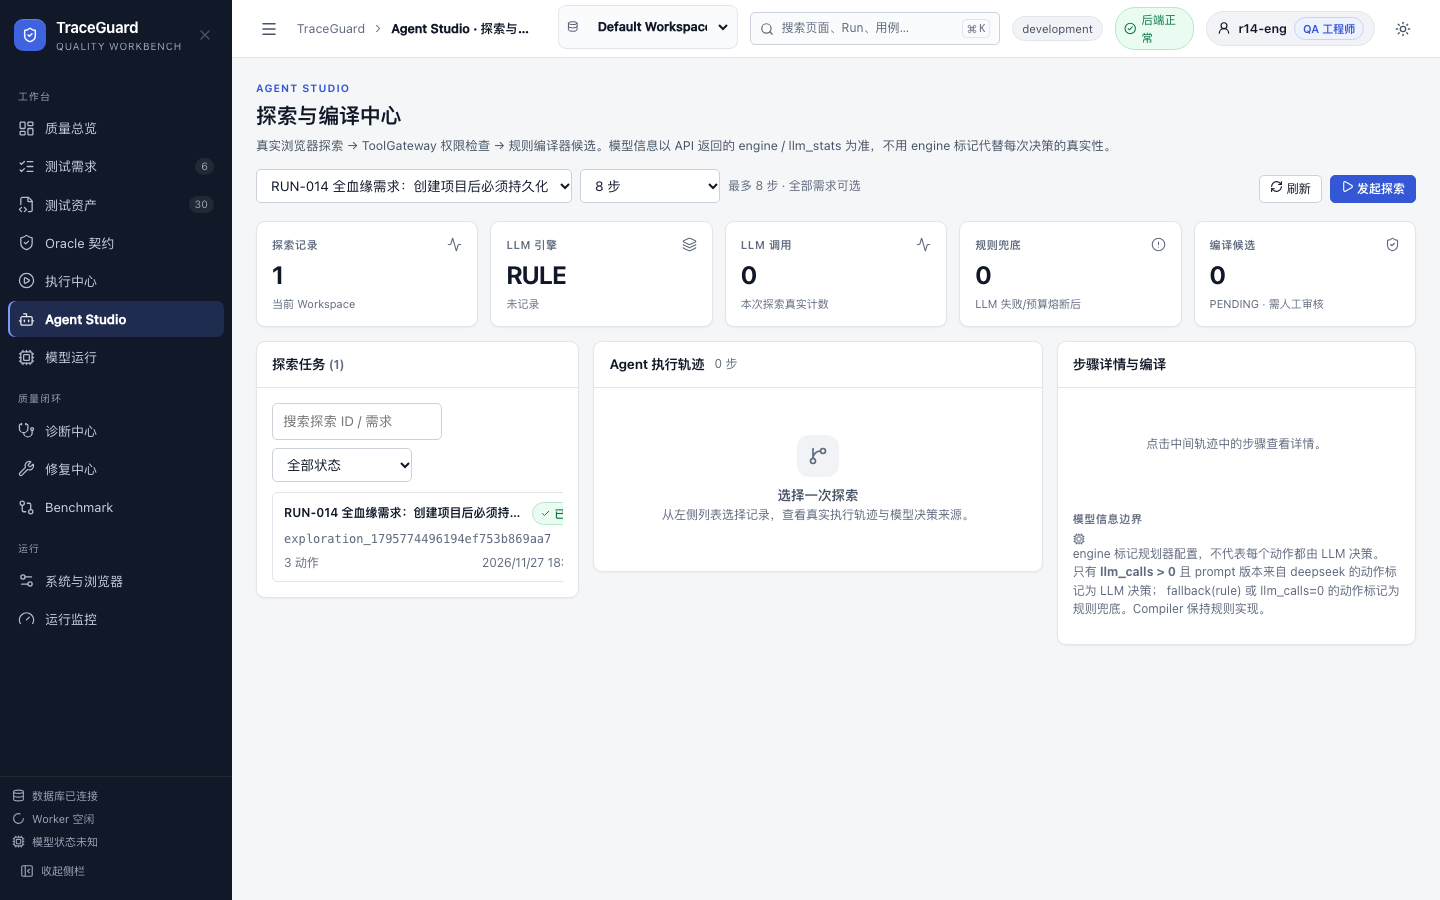 TraceGuard
QUALITY WORKBENCH
工作台
质量总览
测试需求 6
测试资产 30
Oracle 契约
执行中心
Agent Studio
模型运行
质量闭环
诊断中心
修复中心
Benchmark
运行
系统与浏览器
运行监控
数据库已连接
Worker 空闲
模型状态未知
收起侧栏
TraceGuard > Agent Studio · 探索与...
Default Workspace
搜索页面、Run、用例... ⌘K
development
后端正
常
r14-eng QA 工程师
AGENT STUDIO
探索与编译中心
真实浏览器探索 → ToolGateway 权限检查 → 规则编译器候选。模型信息以 API 返回的 engine / llm_stats 为准，不用 engine 标记代替每次决策的真实性。
RUN-014 全血缘需求：创建项目后必须持久化
8 步
最多 8 步 · 全部需求可选
刷新
发起探索
探索记录
1
当前 Workspace
LLM 引擎
RULE
未记录
LLM 调用
0
本次探索真实计数
规则兜底
0
LLM 失败/预算熔断后
编译候选
0
PENDING · 需人工审核
探索任务 (1)
搜索探索 ID / 需求
全部状态
RUN-014 全血缘需求：创建项目后必须持...
exploration_1795774496194ef753b869aa7
3 动作 2026/11/27 18:
Agent 执行轨迹 0 步
选择一次探索
从左侧列表选择记录，查看真实执行轨迹与模型决策来源。
步骤详情与编译
点击中间轨迹中的步骤查看详情。
模型信息边界
engine 标记规划器配置，不代表每个动作都由 LLM 决策。
只有 llm_calls > 0 且 prompt 版本来自 deepseek 的动作标
记为 LLM 决策； fallback(rule) 或 llm_calls=0 的动作标记为
规则兜底。Compiler 保持规则实现。